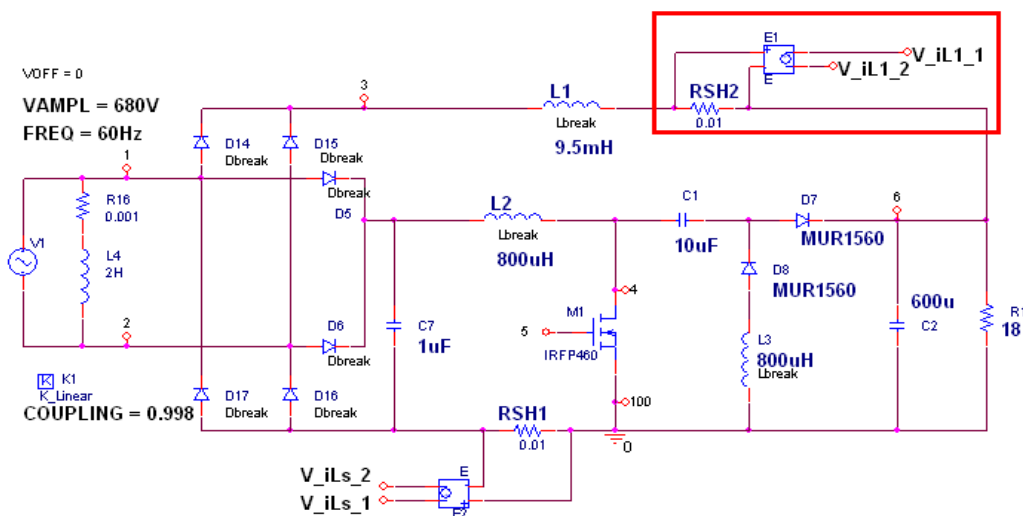 VOFF = 0
VAMPL = 680V
FREQ = 60Hz
3
L1
Lbreak
9.5mH
E1
E
V_iL1_1
V_iL1_2
RSH2
0.01
D14
Dbreak
D15
Dbreak
1
Dbreak
D5
R16
0.001
V1
L4
2H
L2
Lbreak
800uH
C1
10uF
D7
MUR1560
6
D8
MUR1560
4
M1
5
IRFP460
100
L3
800uH
Lbreak
600u
C2
18
2
D6
Dbreak
C7
1uF
K K1
K_Linear
COUPLING = 0.998
D17
Dbreak
D16
Dbreak
RSH1
0.01
0
V_iLs_2
V_iLs_1
E